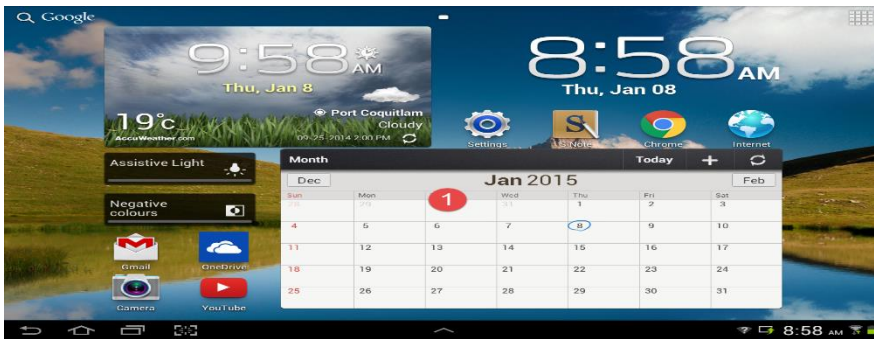 Google
9:58 AM
Thu, Jan 8
19°c
AccuWeather.com
Port Coquitlam
Cloudy
09-25-2014 2:00 PM
8:58 AM
Thu, Jan 08
Settings
S Note
Chrome
Internet
Assistive Light
Negative
colours
Gmail
OneDrive
Camera
YouTube
Month Today +
Dec Jan 2015 Feb
Sun Mon 1 Wed Thu Fri Sat
28 29 31 1 2 3
4 5 6 7 8 9 10
11 12 13 14 15 16 17
18 19 20 21 22 23 24
25 26 27 28 29 30 31
8:58 AM